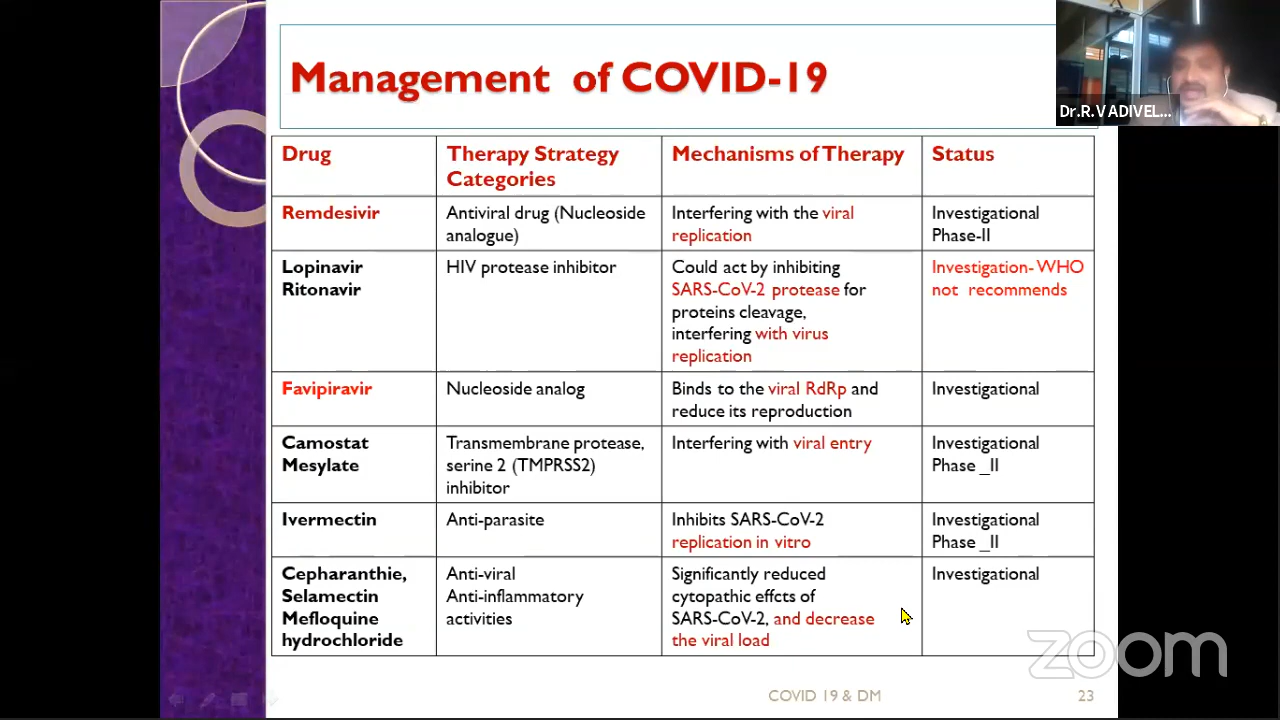 Management of COVID-19
Dr.R.VADIVEL...
Drug
Therapy Strategy
Categories
Mechanisms of Therapy
Status
Remdesivir
Antiviral drug (Nucleoside
analogue)
Interfering with the viral
replication
Investigational
Phase-II
Lopinavir
Ritonavir
HIV protease inhibitor
Could act by inhibiting
SARS-CoV-2 protease for
proteins cleavage,
interfering with virus
replication
Investigation- WHO
not recommends
Favipiravir
Nucleoside analog
Binds to the viral RdRp and
reduce its reproduction
Investigational
Camostat
Mesylate
Transmembrane protease,
serine 2 (TMPRSS2)
inhibitor
Interfering with viral entry
Investigational
Phase _II
Ivermectin
Anti-parasite
Inhibits SARS-CoV-2
replication in vitro
Investigational
Phase _II
Cepharanthie,
Selamectin
Mefloquine
hydrochloride
Anti-viral
Anti-inflammatory
activities
Significantly reduced
cytopathic effcts of
SARS-CoV-2, and decrease
the viral load
Investigational
zoom
COVID 19 & DM
23